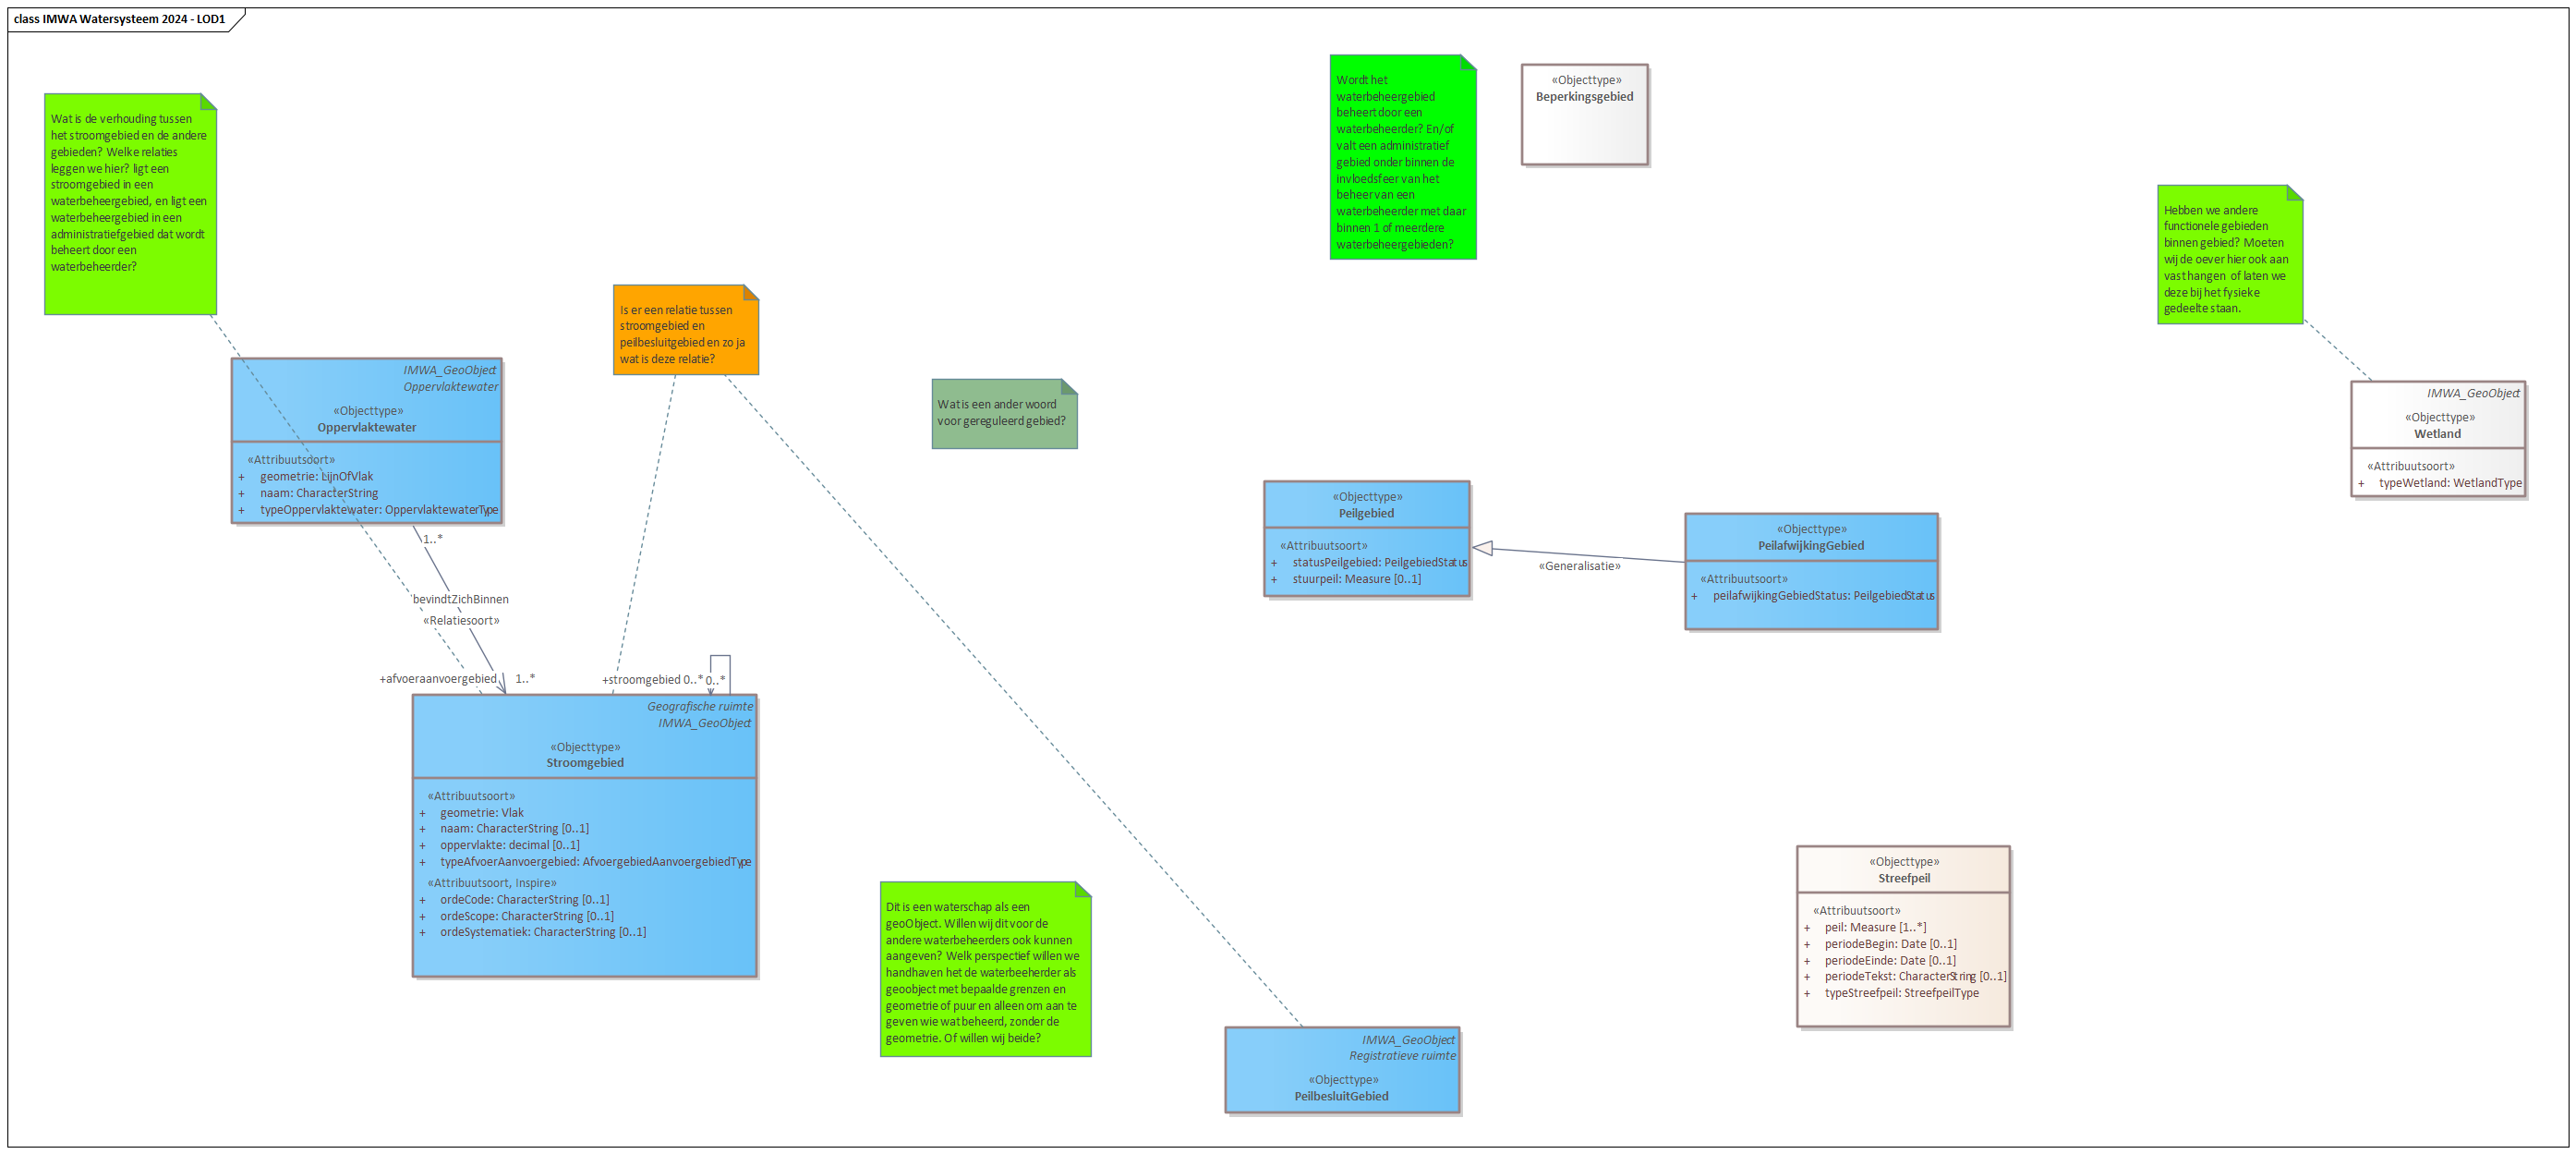 class IMWA Watersysteem 2024 - LOD1
Wat is de verhouding tussen
het stroomgebied en de andere
gebieden? Welke relaties
leggen we hier? ligt een
stroomgebied in een
waterbeheergebied, en ligt een
waterbeheergebied in een
administratiefgebied dat wordt
beheert door een
waterbeheerder?
Wordt het
waterbeheergebied
beheert door een
waterbeheerder? En/of
valt een administratief
gebied onder binnen de
invloedsfeer van het
beheer van een
waterbeheerder met daar
binnen 1 of meerdere
waterbeheergebieden?
«Objecttype»
Beperkingsgebied
Hebben we andere
functionele gebieden
binnen gebied? Moeten
wij de oever hier ook aan
vast hangen of laten we
deze bij het fysieke
gedeelte staan.
Is er een relatie tussen
stroomgebied en
peilbesluitgebied en zo ja
wat is deze relatie?
IMWA_GeoObject
Oppervlaktewater
«Objecttype»
Oppervlaktewater
«Attribuutsoort»
+ geometrie: LijnOfVlak
+ naam: CharacterString
+ typeOppervlaktewater: OppervlaktewaterType
Wat is een ander woord
voor gereguleerd gebied?
IMWA_GeoObject
«Objecttype»
Wetland
«Attribuutsoort»
+ typeWetland: WetlandType
«Objecttype»
Peilgebied
«Attribuutsoort»
+ statusPeilgebied: PeilgebiedStatus
+ stuurpeil: Measure [0..1]
«Generalisatie»
«Objecttype»
PeilafwijkingGebied
«Attribuutsoort»
+ peilafwijkingGebiedStatus: PeilgebiedStatus
1..*
bevindtZichBinnen
«Relatiesoort»
+afvoeraanvoergebied
1..*
+stroomgebied 0..*
0..*
Geografische ruimte
IMWA_GeoObject
«Objecttype»
Stroomgebied
«Attribuutsoort»
+ geometrie: Vlak
+ naam: CharacterString [0..1]
+ oppervlakte: decimal [0..1]
+ typeAfvoerAanvoergebied: AfvoergebiedAanvoergebiedType
«Attribuutsoort, Inspire»
+ ordeCode: CharacterString [0..1]
+ ordeScope: CharacterString [0..1]
+ ordeSystematiek: CharacterString [0..1]
Dit is een waterschap als een
geoObject. Willen wij dit voor de
andere waterbeheerders ook kunnen
aangeven? Welk perspectief willen we
handhaven het de waterbeeherder als
geoobject met bepaalde grenzen en
geometrie of puur en alleen om aan te
geven wie wat beheerd, zonder de
geometrie. Of willen wij beide?
«Objecttype»
Streefpeil
«Attribuutsoort»
+ peil: Measure [1..*]
+ periodeBegin: Date [0..1]
+ periodeEinde: Date [0..1]
+ periodeTekst: CharacterString [0..1]
+ typeStreefpeil: StreefpeilType
IMWA_GeoObject
Registratieve ruimte
«Objecttype»
PeilbesluitGebied